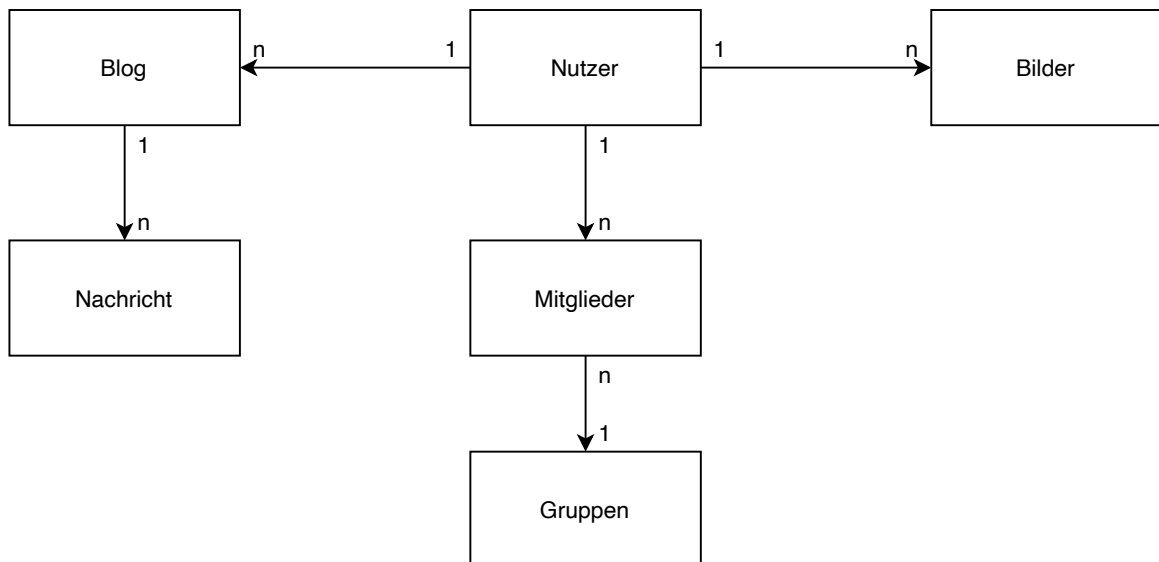 Blog
n
1
Nutzer
1
n
Bilder
1
n
1
n
Nachricht
Mitglieder
n
1
Gruppen